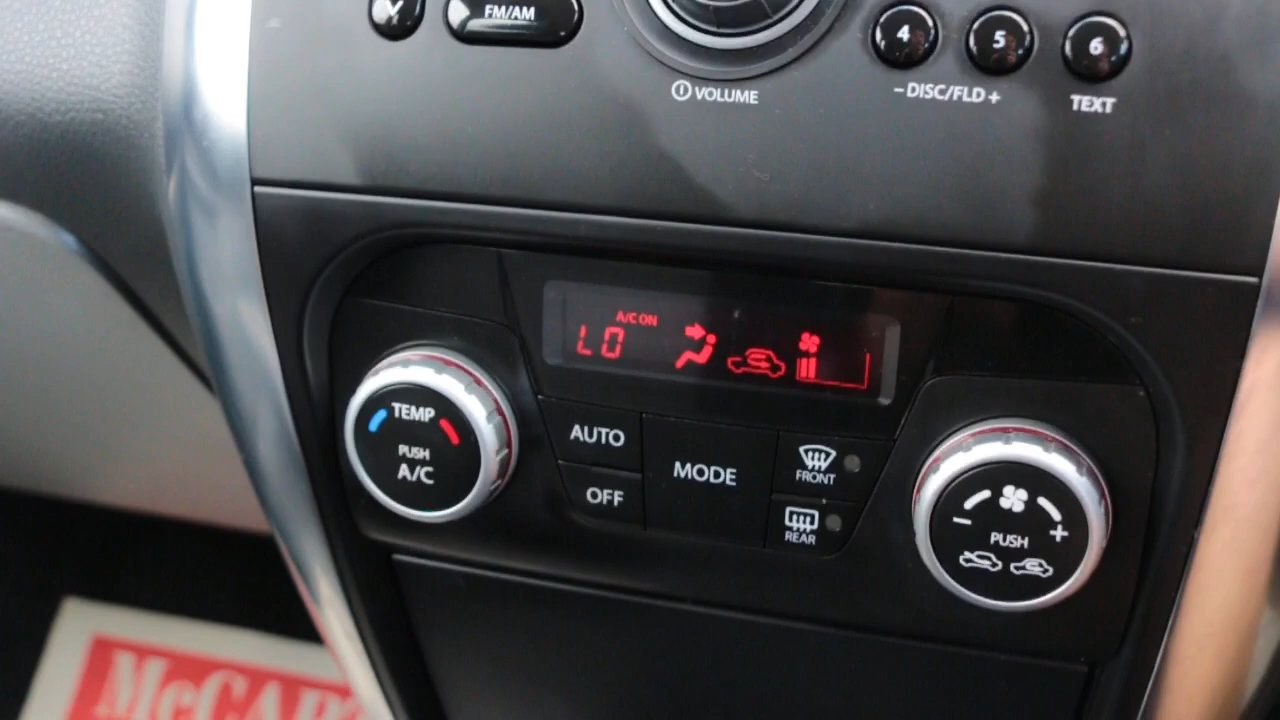 FM/AM
4
5
6
VOLUME
- DISC/FLD +
TEXT
A/C ON
LO
TEMP
PUSH
A/C
AUTO
OFF
MODE
FRONT
REAR
- +
PUSH